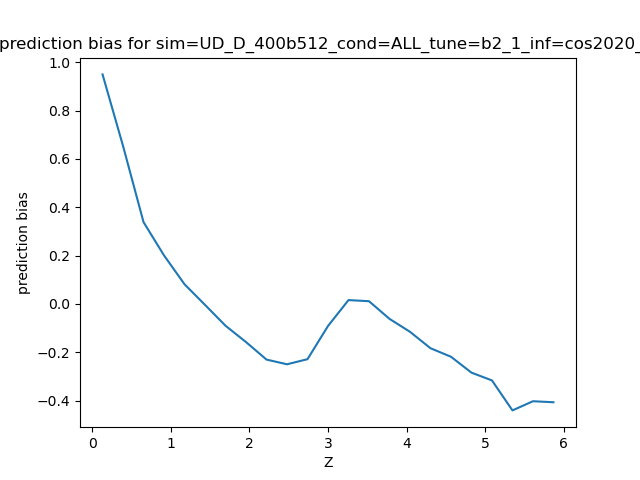 prediction bias for sim=UD_D_400b512_cond=ALL_tune=b2_1_inf=cos2020_
1.0
0.8
0.6
0.4
0.2
0.0
−0.2
−0.4
prediction bias
0 1 2 3 4 5 6
Z